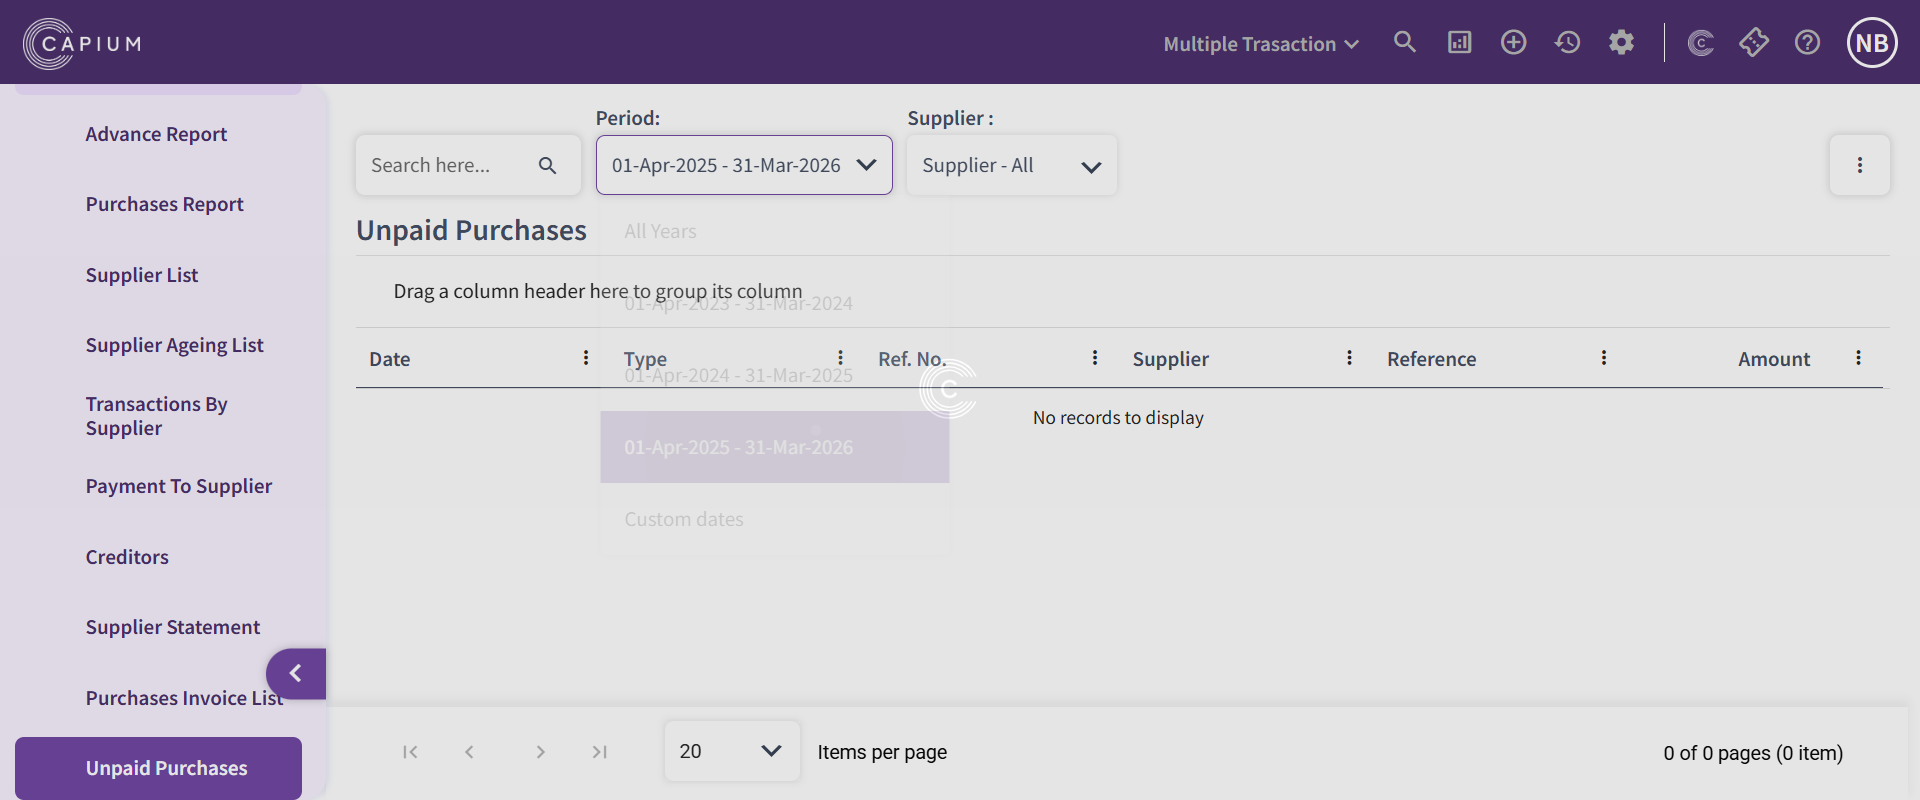 CAPIUM
Multiple Trasaction
NB
Advance Report
Purchases Report
Supplier List
Supplier Ageing List
Transactions By
Supplier
Payment To Supplier
Creditors
Supplier Statement
Purchases Invoice List
Unpaid Purchases
Period:
Supplier :
Search here...
01-Apr-2025 - 31-Mar-2026
Supplier - All
Unpaid Purchases
All Years
Drag a column header here to group its column
01-Apr-2023 - 31-Mar-2024
Date
Type
Ref. No.
Supplier
Reference
Amount
01-Apr-2024 - 31-Mar-2025
C
No records to display
01-Apr-2025 - 31-Mar-2026
Custom dates
20
Items per page
0 of 0 pages (0 item)